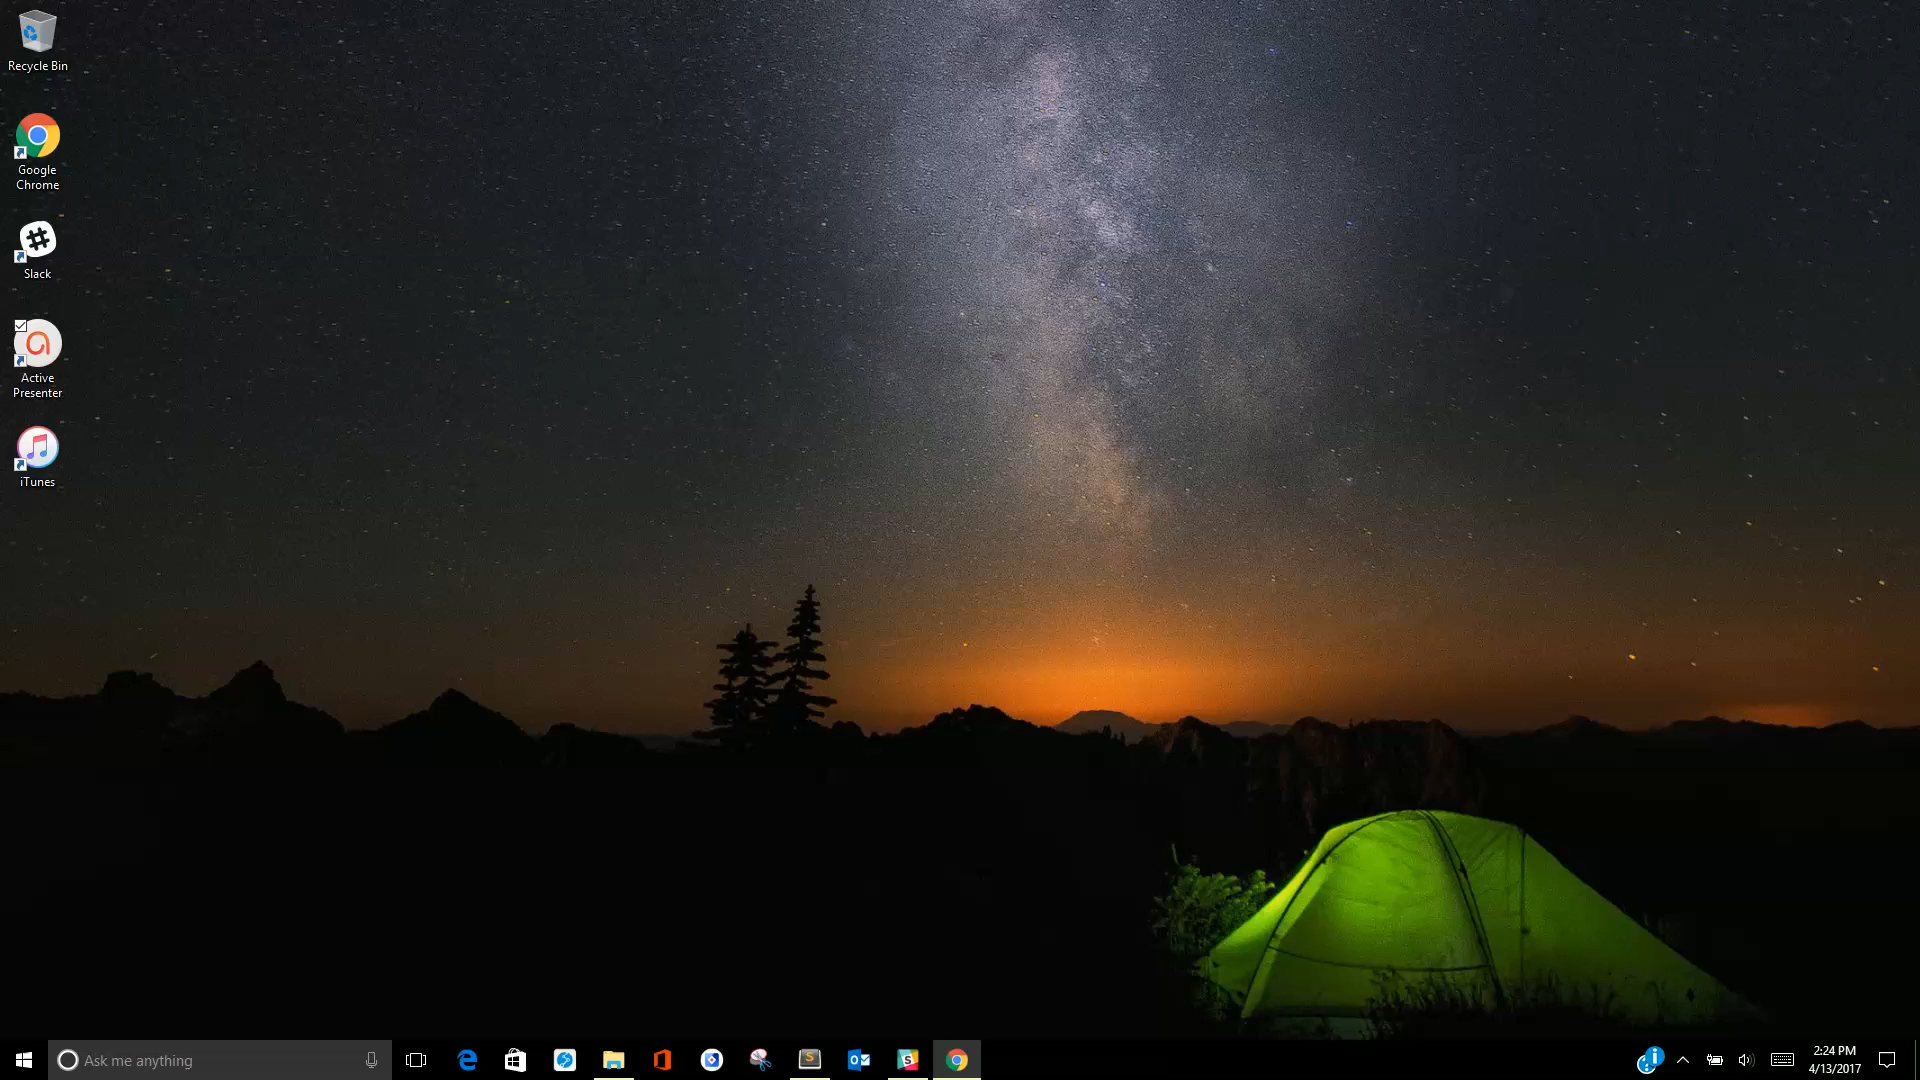 Recycle Bin
Google
Chrome
Slack
Active
Presenter
iTunes
Ask me anything
2:24 PM
4/13/2017